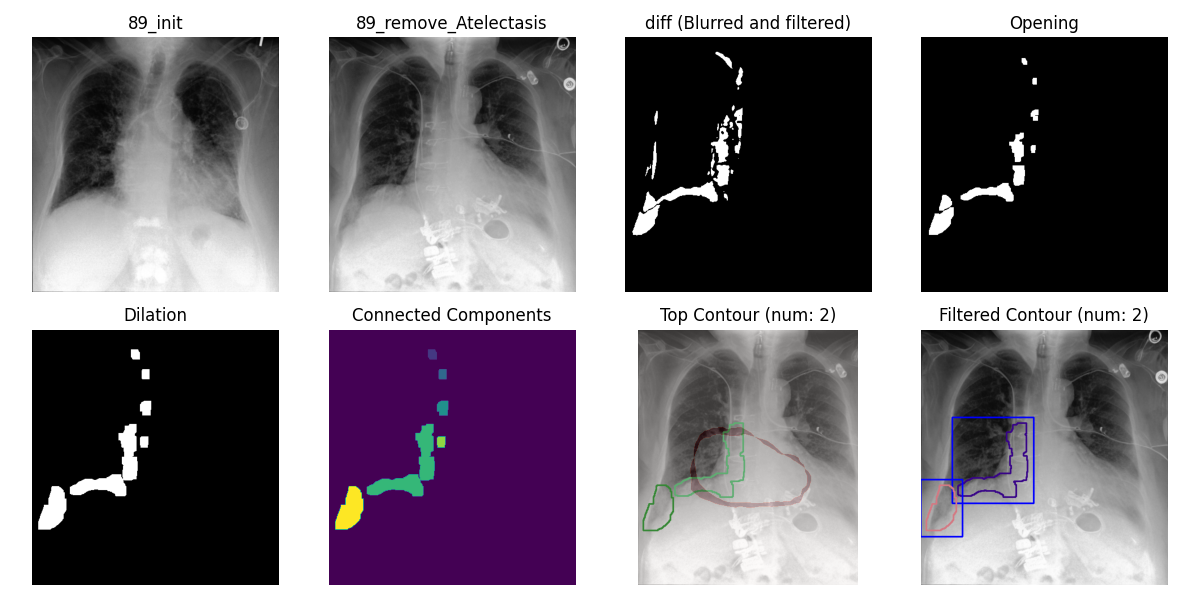 89_init
89_remove_Atelectasis
diff (Blurred and filtered)
Opening
Dilation
Connected Components
Top Contour (num: 2)
Filtered Contour (num: 2)